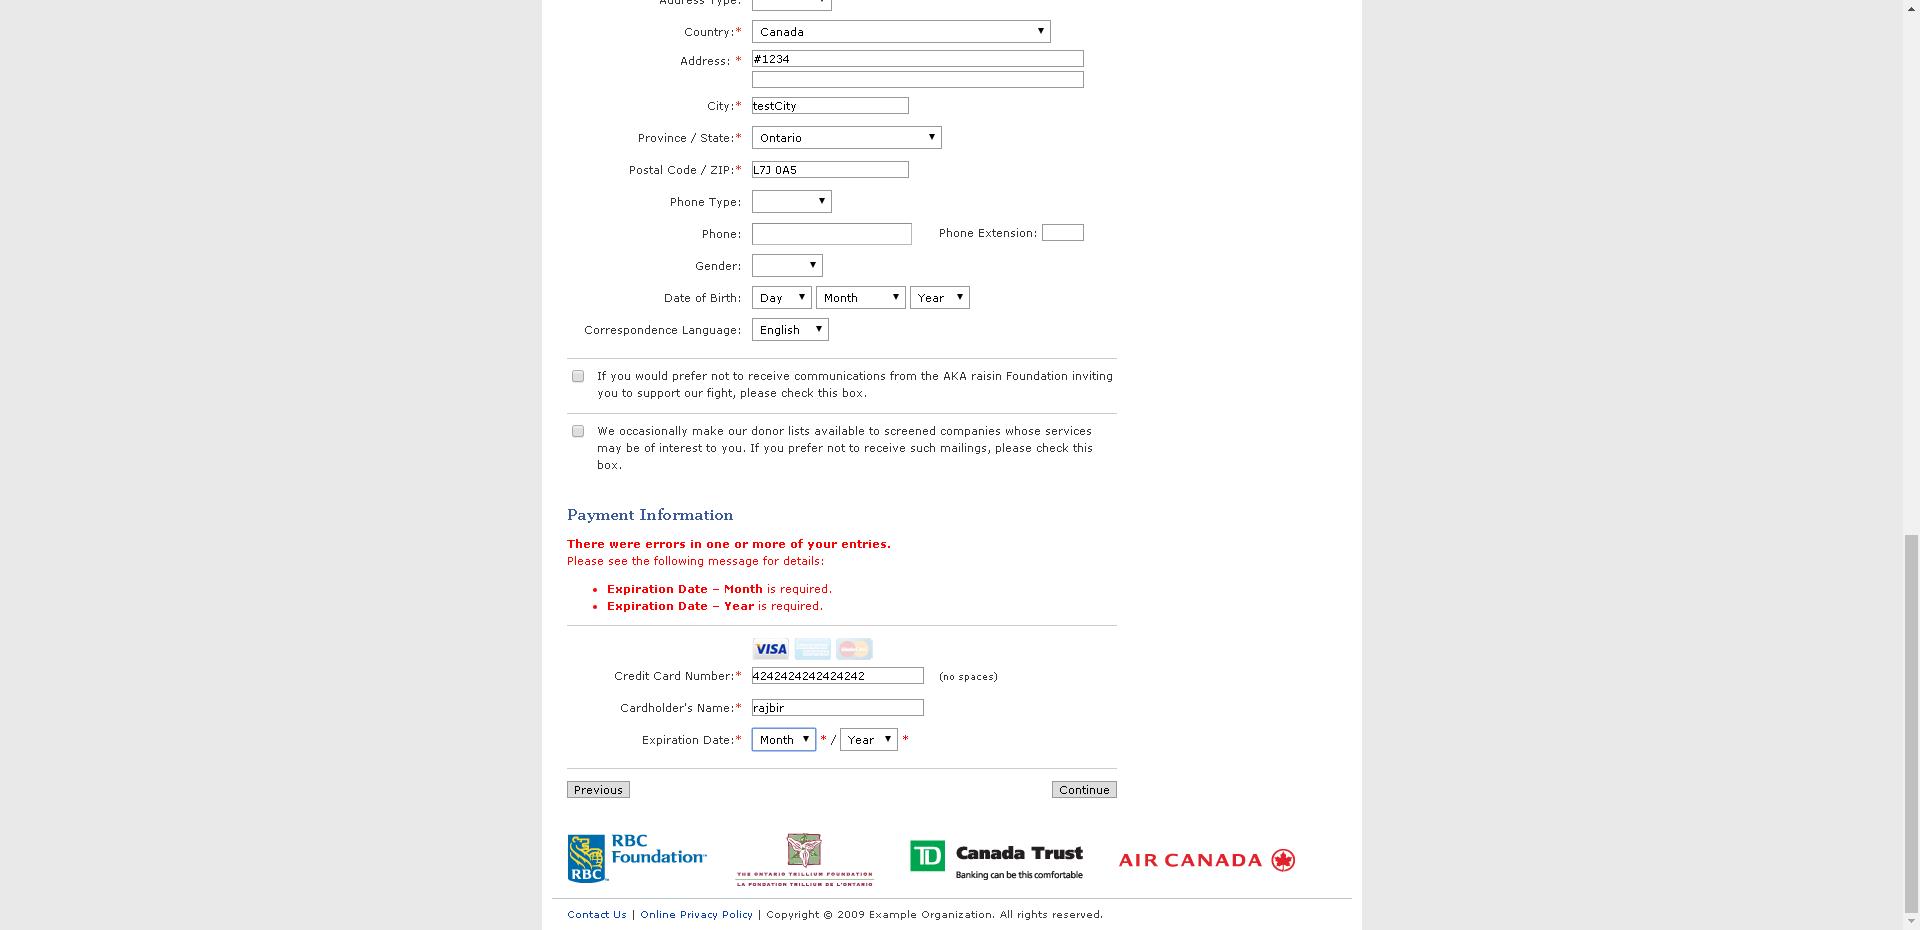 Address Type:
Country:* Canada
Address: * #1234
City:* testCity
Province / State:* Ontario
Postal Code / ZIP:* L7J 0A5
Phone Type:
Phone: Phone Extension:
Gender:
Date of Birth: Day Month Year
Correspondence Language: English
If you would prefer not to receive communications from the AKA raisin Foundation inviting
you to support our fight, please check this box.
We occasionally make our donor lists available to screened companies whose services
may be of interest to you. If you prefer not to receive such mailings, please check this
box.
Payment Information
There were errors in one or more of your entries.
Please see the following message for details:
• Expiration Date – Month is required.
• Expiration Date – Year is required.
VISA
Credit Card Number:* 4242424242424242 (no spaces)
Cardholder's Name:* rajbir
Expiration Date:* Month * / Year *
Previous Continue
RBC
Foundation™
RBC
THE ONTARIO TRILLIUM FOUNDATION
LA FONDATION TRILLIUM DE L'ONTARIO
TD Canada Trust
Banking can be this comfortable
AIR CANADA
Contact Us | Online Privacy Policy | Copyright © 2009 Example Organization. All rights reserved.